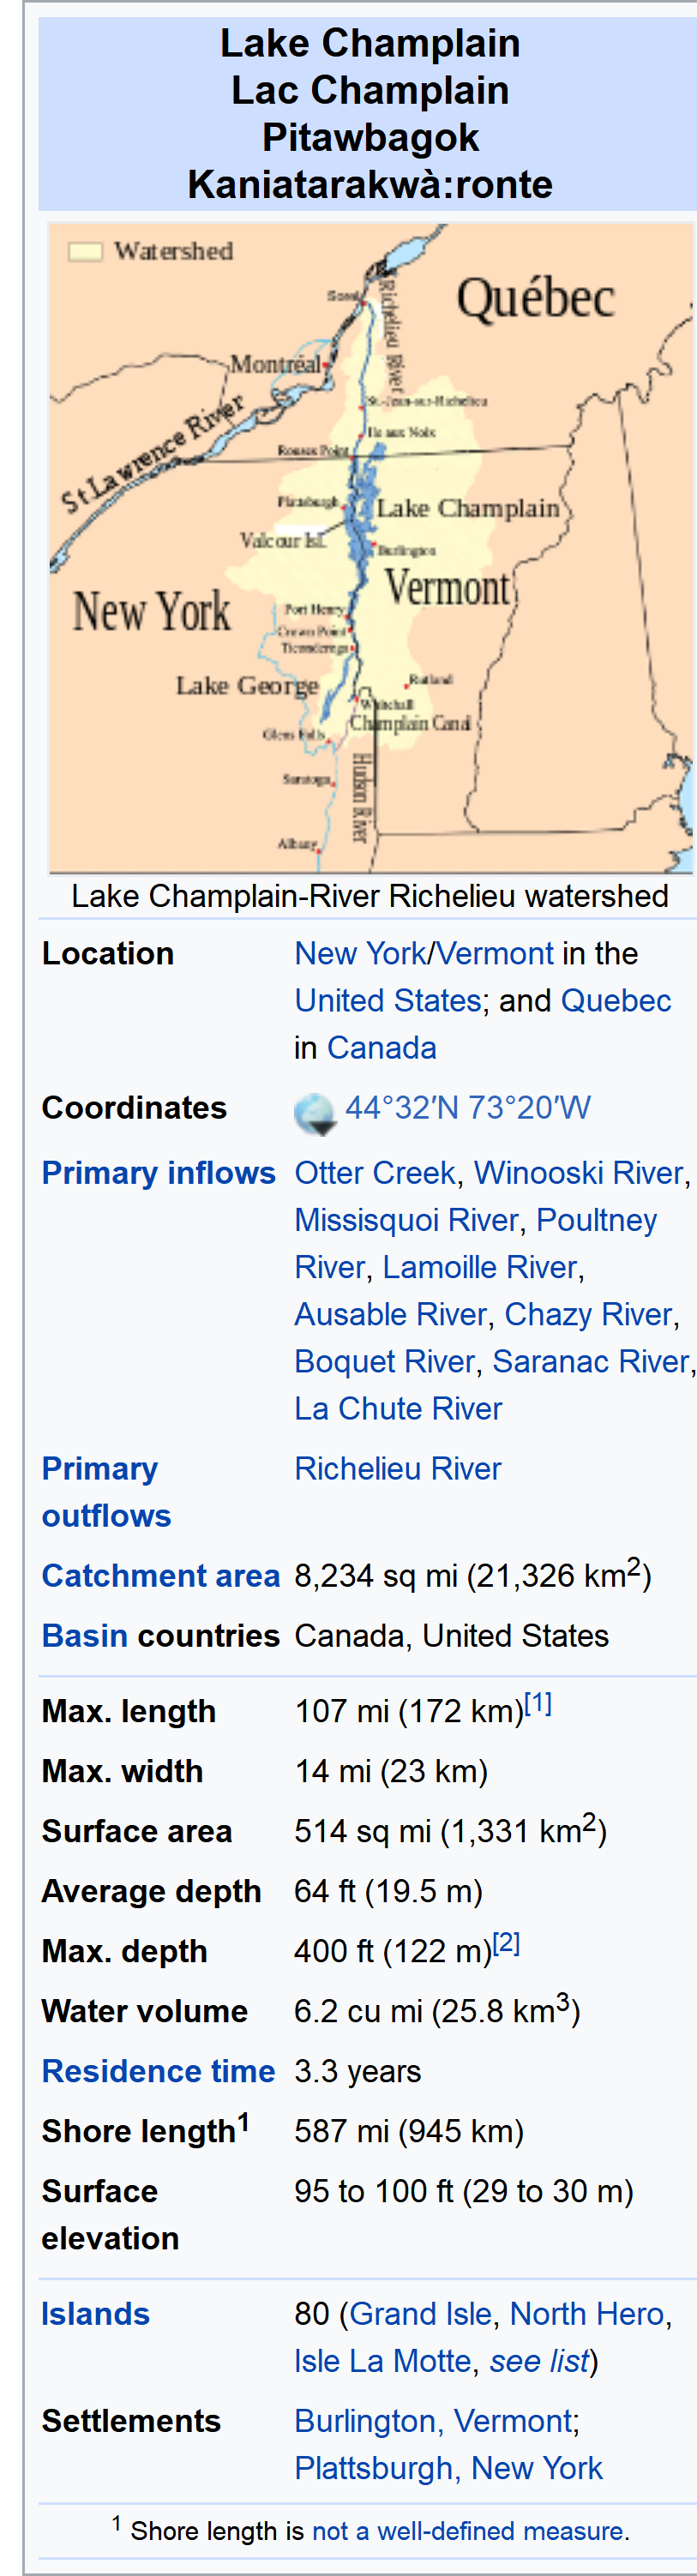 Lake Champlain
Lac Champlain
Pitawbagok
Kaniatarakwà:ronte
Watershed
Québec
Sorel
Richelieu River
Montréal
St-Jean-sur-Richelieu
St Lawrence River
Ile aux Noix
Rouses Point
Plattsburgh
Lake Champlain
Valcour Isl.
Burlington
Vermont
New York
Port Henry
Crown Point
Ticonderoga
Lake George
Rutland
Whitehall
Champlain Canal
Glens Falls
Hudson River
Saratoga
Albany
Lake Champlain-River Richelieu watershed
Location New York/Vermont in the
United States; and Quebec
in Canada
Coordinates 44°32′N 73°20′W
Primary inflows Otter Creek, Winooski River,
Missisquoi River, Poultney
River, Lamoille River,
Ausable River, Chazy River,
Boquet River, Saranac River,
La Chute River
Primary Richelieu River
outflows
Catchment area 8,234 sq mi (21,326 km²)
Basin countries Canada, United States
Max. length 107 mi (172 km)[1]
Max. width 14 mi (23 km)
Surface area 514 sq mi (1,331 km²)
Average depth 64 ft (19.5 m)
Max. depth 400 ft (122 m)[2]
Water volume 6.2 cu mi (25.8 km³)
Residence time 3.3 years
Shore length¹ 587 mi (945 km)
Surface 95 to 100 ft (29 to 30 m)
elevation
Islands 80 (Grand Isle, North Hero,
Isle La Motte, see list)
Settlements Burlington, Vermont;
Plattsburgh, New York
¹ Shore length is not a well-defined measure.